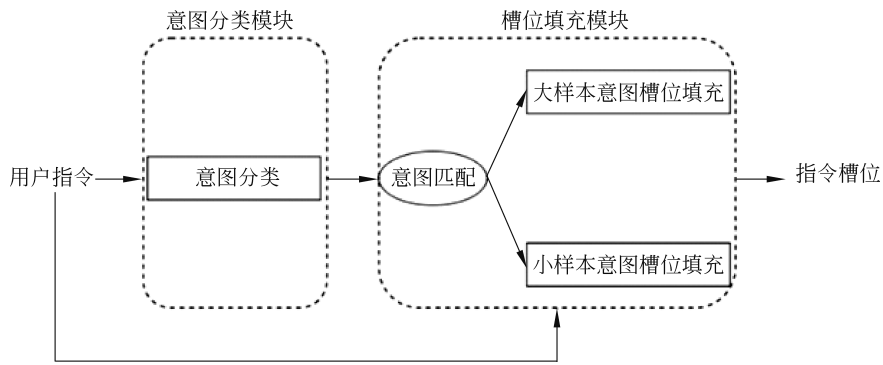 意图分类模块
槽位填充模块
大样本意图槽位填充
用户指令
意图分类
意图匹配
指令槽位
小样本意图槽位填充